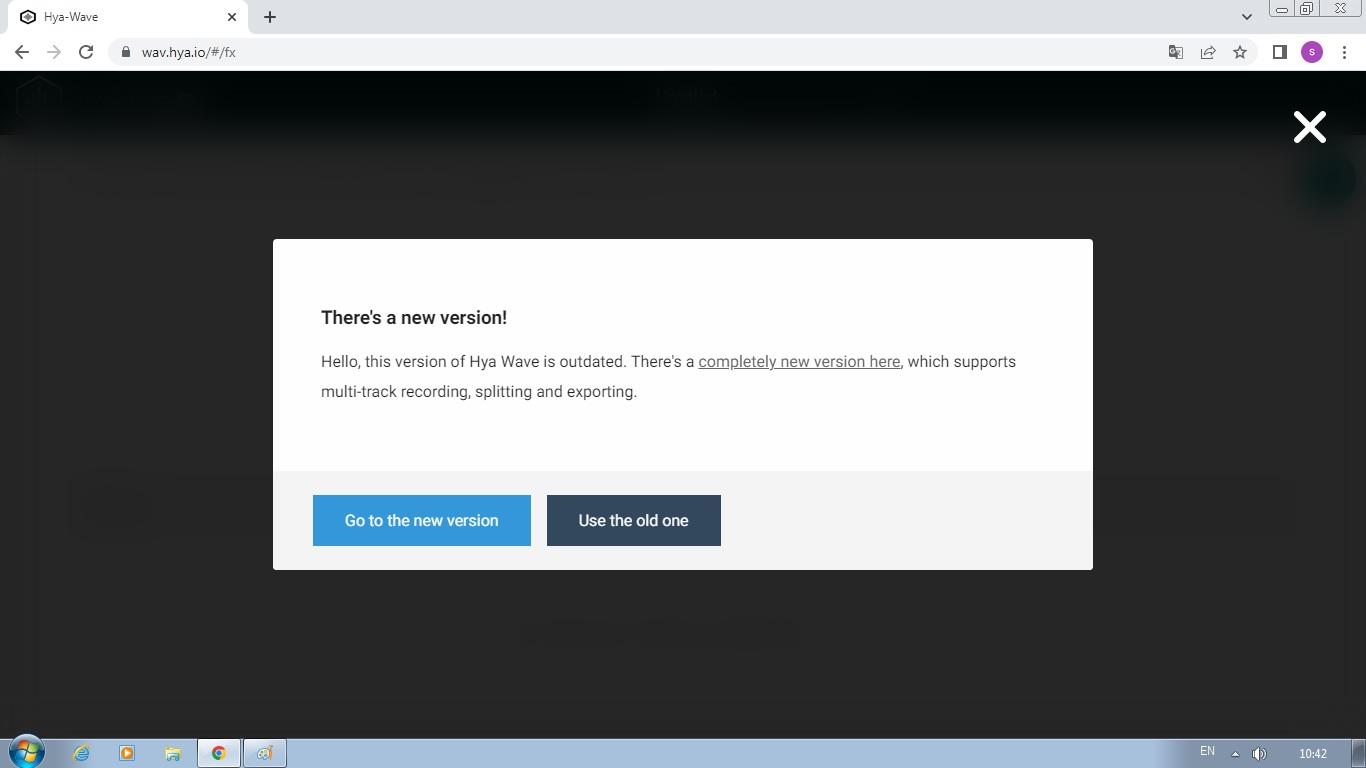 Hya-Wave
wav.hya.io/#/fx
s
There's a new version!
Hello, this version of Hya Wave is outdated. There's a completely new version here, which supports
multi-track recording, splitting and exporting.
Go to the new version
Use the old one
EN
10:42